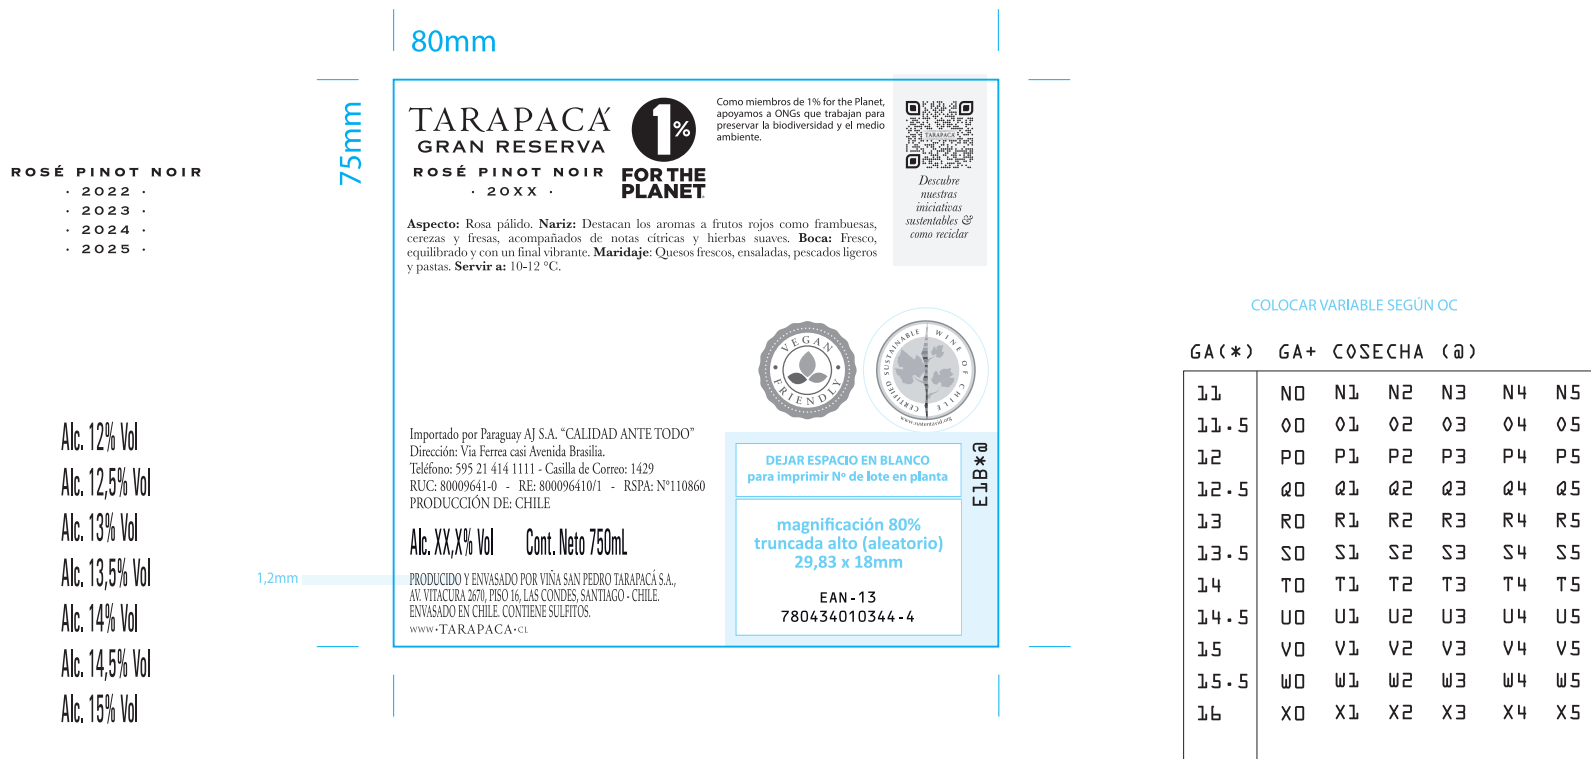 80mm
75mm
ROSÉ PINOT NOIR
· 2022 ·
· 2023 ·
· 2024 ·
· 2025 ·
Alc. 12% Vol
Alc. 12,5% Vol
Alc. 13% Vol
Alc. 13,5% Vol
Alc. 14% Vol
Alc. 14,5% Vol
Alc. 15% Vol
1,2mm
TARAPACÁ
GRAN RESERVA
ROSÉ PINOT NOIR
· 20XX ·
1%
FOR THE
PLANET
Como miembros de 1% for the Planet,
apoyamos a ONGs que trabajan para
preservar la biodiversidad y el medio
ambiente.
TARAPACÁ
Descubre
nuestras
iniciativas
sustentables &
como reciclar
Aspecto: Rosa pálido. Nariz: Destacan los aromas a frutos rojos como frambuesas,
cerezas y fresas, acompañados de notas cítricas y hierbas suaves. Boca: Fresco,
equilibrado y con un final vibrante. Maridaje: Quesos frescos, ensaladas, pescados ligeros
y pastas. Servir a: 10-12 °C.
VEGAN
FRIENDLY
CERTIFIED SUSTAINABLE WINE OF CHILE
www.sustentavid.org
Importado por Paraguay AJ S.A. “CALIDAD ANTE TODO”
Dirección: Via Ferrea casi Avenida Brasilia.
Teléfono: 595 21 414 1111 - Casilla de Correo: 1429
RUC: 80009641-0 - RE: 800096410/1 - RSPA: Nº110860
PRODUCCIÓN DE: CHILE
Alc. XX,X% Vol Cont. Neto 750mL
PRODUCIDO Y ENVASADO POR VIÑA SAN PEDRO TARAPACÁ S.A.,
AV. VITACURA 2670, PISO 16, LAS CONDES, SANTIAGO - CHILE.
ENVASADO EN CHILE. CONTIENE SULFITOS.
WWW·TARAPACA·CL
DEJAR ESPACIO EN BLANCO
para imprimir Nº de lote en planta
E1B*@
magnificación 80%
truncada alto (aleatorio)
29,83 x 18mm
EAN-13
780434010344-4
COLOCAR VARIABLE SEGÚN OC
GA(*) GA+ COSECHA (@)
11 N0 N1 N2 N3 N4 N5
11.5 O0 O1 O2 O3 O4 O5
12 P0 P1 P2 P3 P4 P5
12.5 Q0 Q1 Q2 Q3 Q4 Q5
13 R0 R1 R2 R3 R4 R5
13.5 S0 S1 S2 S3 S4 S5
14 T0 T1 T2 T3 T4 T5
14.5 U0 U1 U2 U3 U4 U5
15 V0 V1 V2 V3 V4 V5
15.5 W0 W1 W2 W3 W4 W5
16 X0 X1 X2 X3 X4 X5